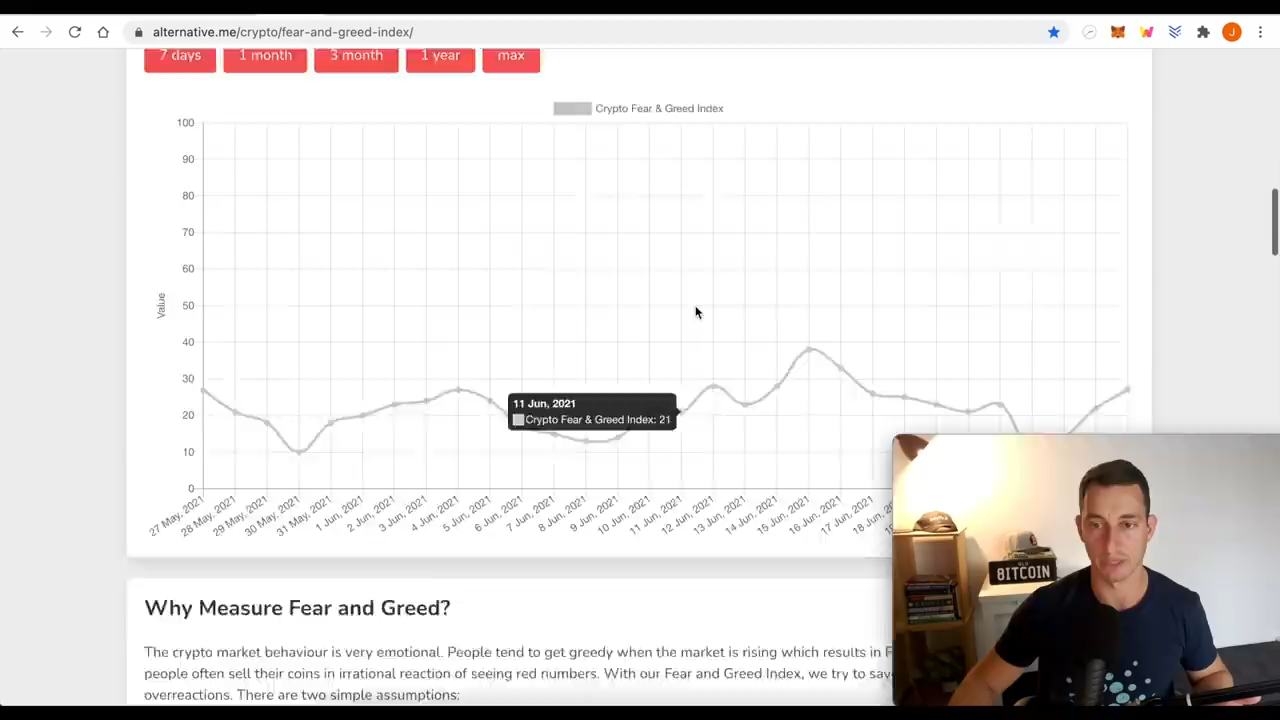 alternative.me/crypto/fear-and-greed-index/
J
7 days
1 month
3 month
1 year
max
Crypto Fear & Greed Index
100
90
80
70
60
50
40
30
20
10
0
Value
11 Jun, 2021
Crypto Fear & Greed Index: 21
27 May, 2021
28 May, 2021
29 May, 2021
30 May, 2021
31 May, 2021
1 Jun, 2021
2 Jun, 2021
3 Jun, 2021
4 Jun, 2021
5 Jun, 2021
6 Jun, 2021
7 Jun, 2021
8 Jun, 2021
9 Jun, 2021
10 Jun, 2021
11 Jun, 2021
12 Jun, 2021
13 Jun, 2021
14 Jun, 2021
15 Jun, 2021
16 Jun, 2021
17 Jun, 2021
18 Jun,
BITCOIN
Why Measure Fear and Greed?
The crypto market behaviour is very emotional. People tend to get greedy when the market is rising which results in F
people often sell their coins in irrational reaction of seeing red numbers. With our Fear and Greed Index, we try to save
overreactions. There are two simple assumptions: